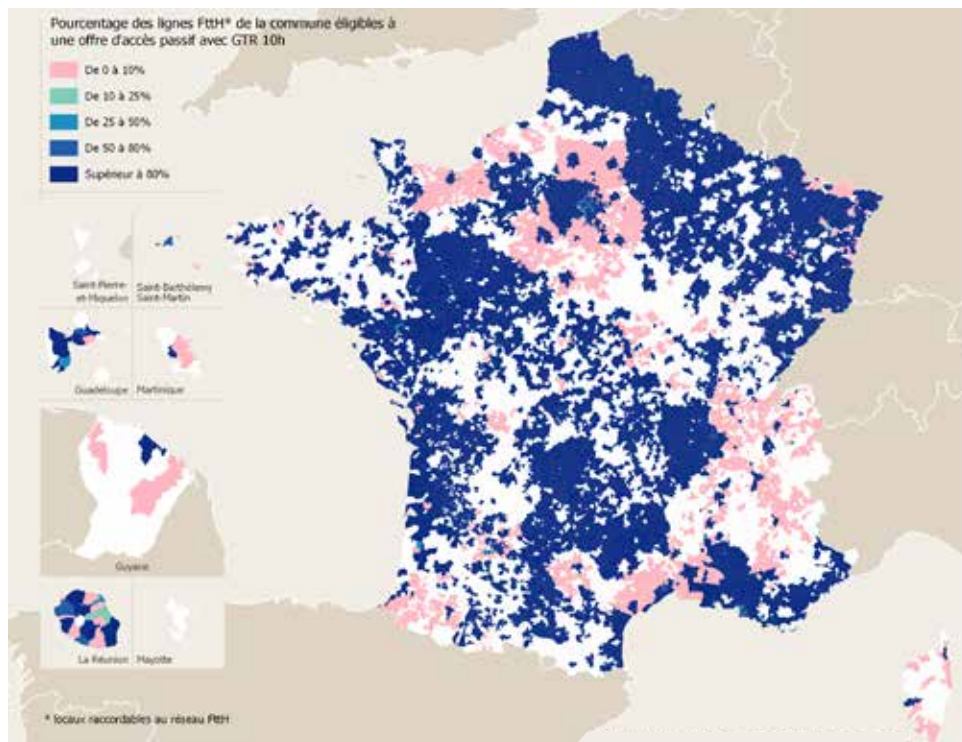 Pourcentage des lignes FttH* de la commune éligibles à
une offre d'accès passif avec GTR 10h
De 0 à 10%
De 10 à 25%
De 25 à 50%
De 50 à 80%
Supérieur à 80%
Saint-Pierre-
et-Miquelon
Saint-Barthélemy
Saint-Martin
Guadeloupe
Martinique
Guyane
La Réunion
Mayotte
* locaux raccordables au réseau FttH